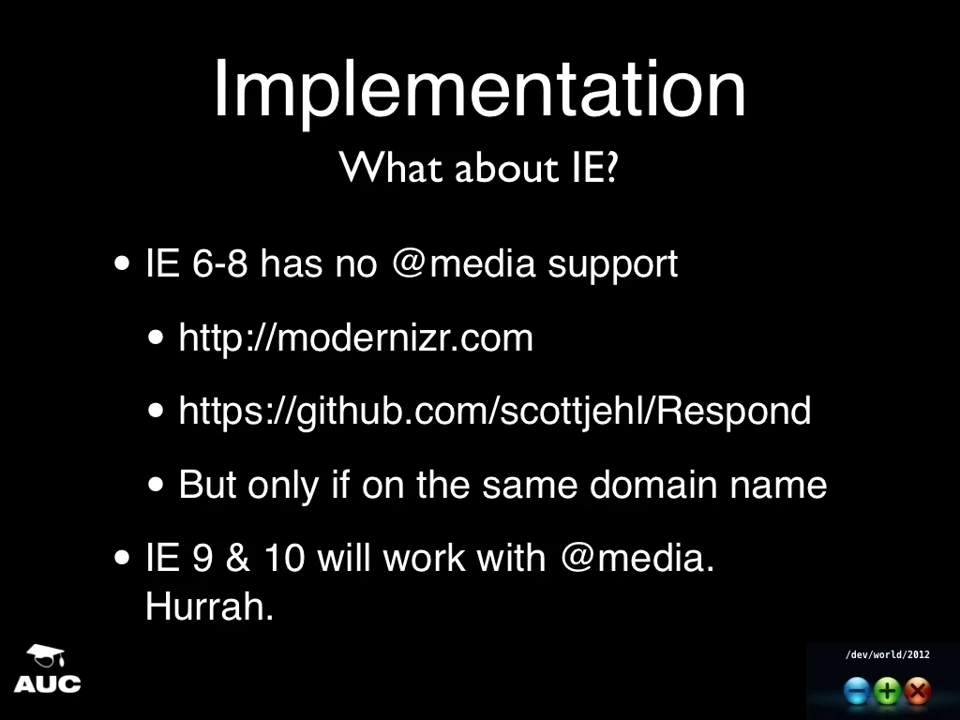 Implementation
What about IE?
• IE 6-8 has no @media support
• http://modernizr.com
• https://github.com/scottjehl/Respond
• But only if on the same domain name
• IE 9 & 10 will work with @media.
Hurrah.
AUC
/dev/world/2012